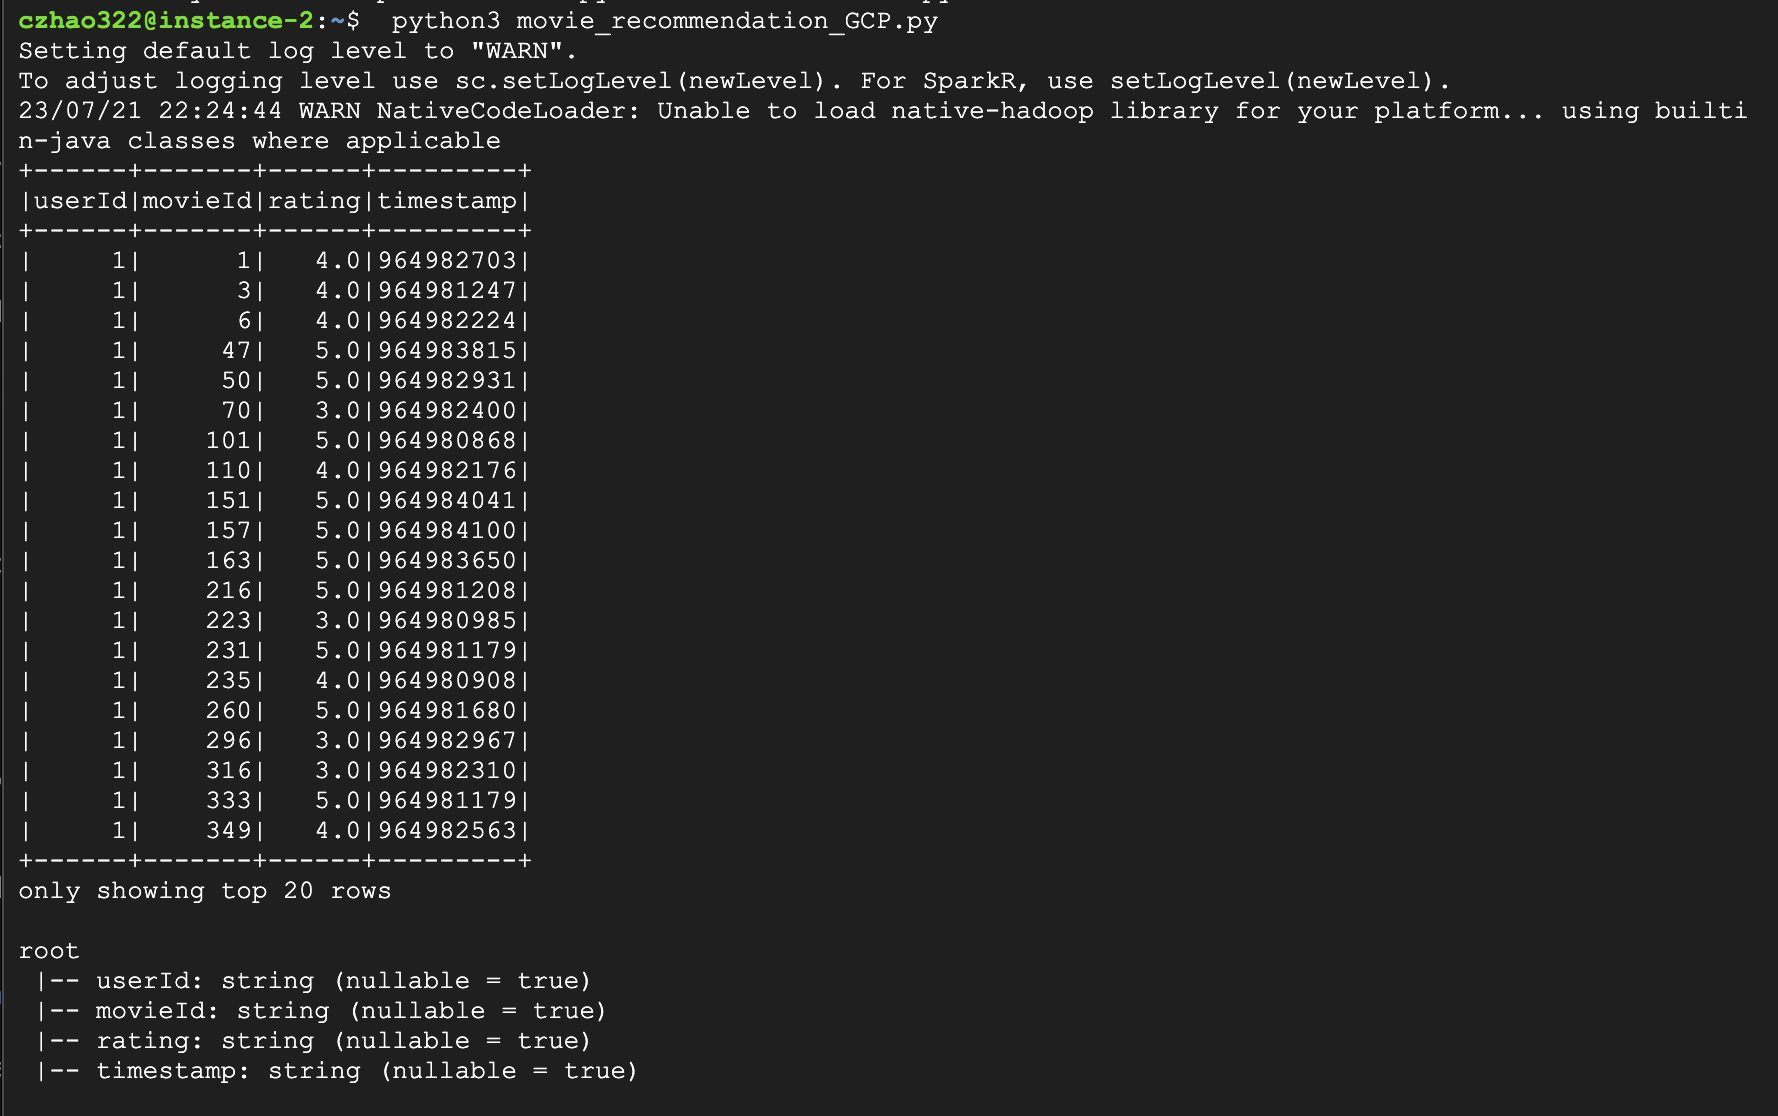 czhao322@instance-2:~$  python3 movie_recommendation_GCP.py
Setting default log level to "WARN".
To adjust logging level use sc.setLogLevel(newLevel). For SparkR, use setLogLevel(newLevel).
23/07/21 22:24:44 WARN NativeCodeLoader: Unable to load native-hadoop library for your platform... using builti
n-java classes where applicable
+------+-------+------+---------+
|userId|movieId|rating|timestamp|
+------+-------+------+---------+
|     1|      1|   4.0|964982703|
|     1|      3|   4.0|964981247|
|     1|      6|   4.0|964982224|
|     1|     47|   5.0|964983815|
|     1|     50|   5.0|964982931|
|     1|     70|   3.0|964982400|
|     1|    101|   5.0|964980868|
|     1|    110|   4.0|964982176|
|     1|    151|   5.0|964984041|
|     1|    157|   5.0|964984100|
|     1|    163|   5.0|964983650|
|     1|    216|   5.0|964981208|
|     1|    223|   3.0|964980985|
|     1|    231|   5.0|964981179|
|     1|    235|   4.0|964980908|
|     1|    260|   5.0|964981680|
|     1|    296|   3.0|964982967|
|     1|    316|   3.0|964982310|
|     1|    333|   5.0|964981179|
|     1|    349|   4.0|964982563|
+------+-------+------+---------+
only showing top 20 rows

root
 |-- userId: string (nullable = true)
 |-- movieId: string (nullable = true)
 |-- rating: string (nullable = true)
 |-- timestamp: string (nullable = true)